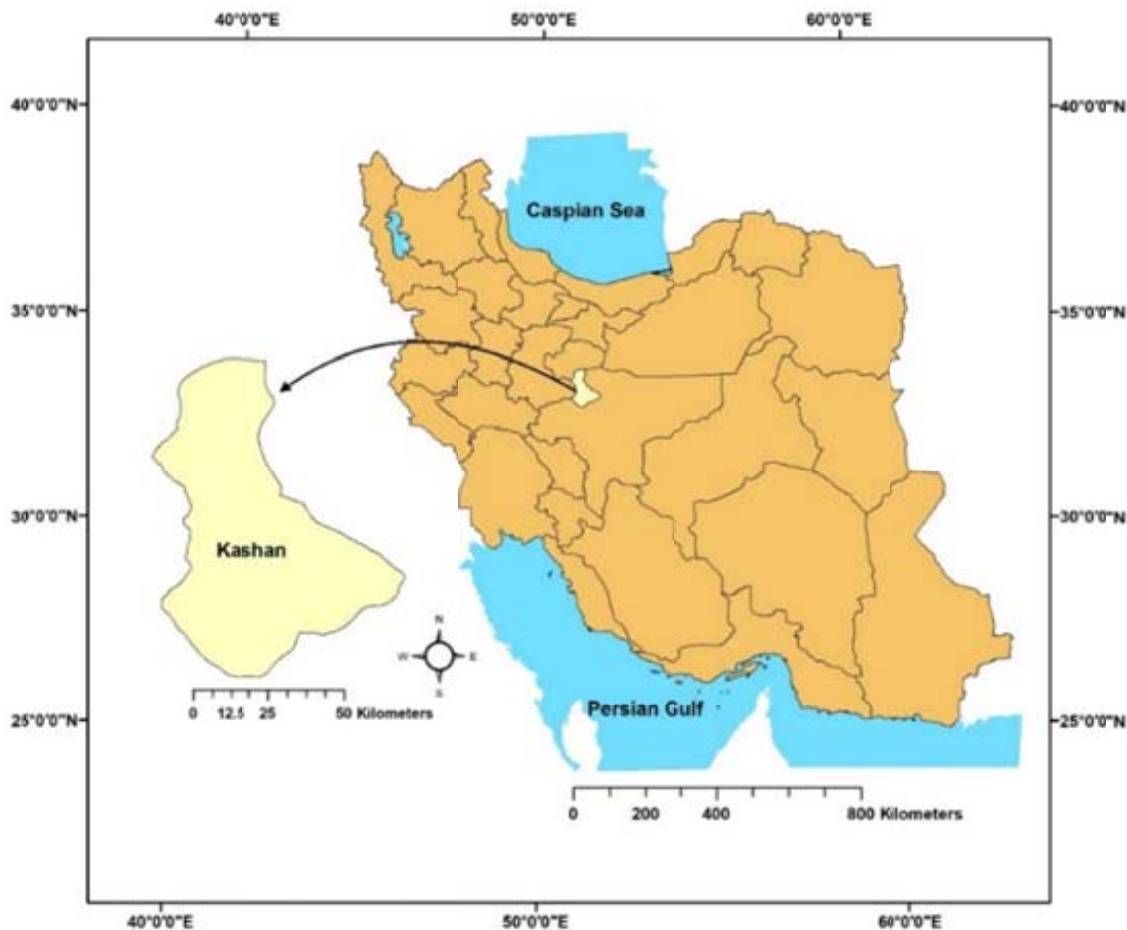 40°0'0"E 50°0'0"E 60°0'0"E
40°0'0"N 40°0'0"N
Caspian Sea
35°0'0"N 35°0'0"N
30°0'0"N 30°0'0"N
Kashan
N
W E
S
0 12.5 25 50 Kilometers
Persian Gulf
25°0'0"N 25°0'0"N
0 200 400 800 Kilometers
40°0'0"E 50°0'0"E 60°0'0"E